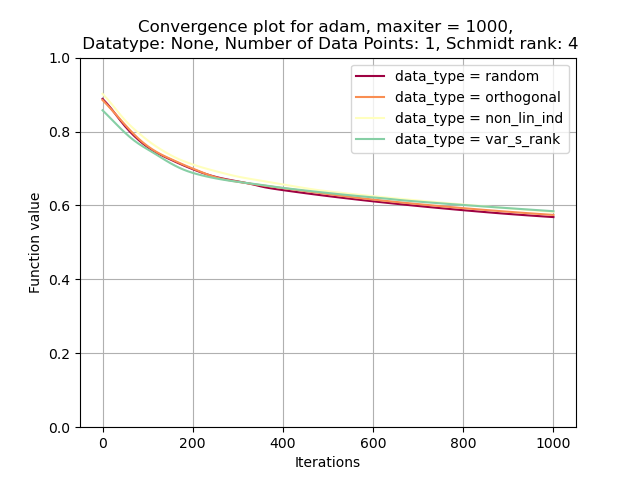 Convergence plot for adam, maxiter = 1000,
Datatype: None, Number of Data Points: 1, Schmidt rank: 4
1.0
0.8
0.6
0.4
0.2
0.0
Function value
data_type = random
data_type = orthogonal
data_type = non_lin_ind
data_type = var_s_rank
0 200 400 600 800 1000
Iterations